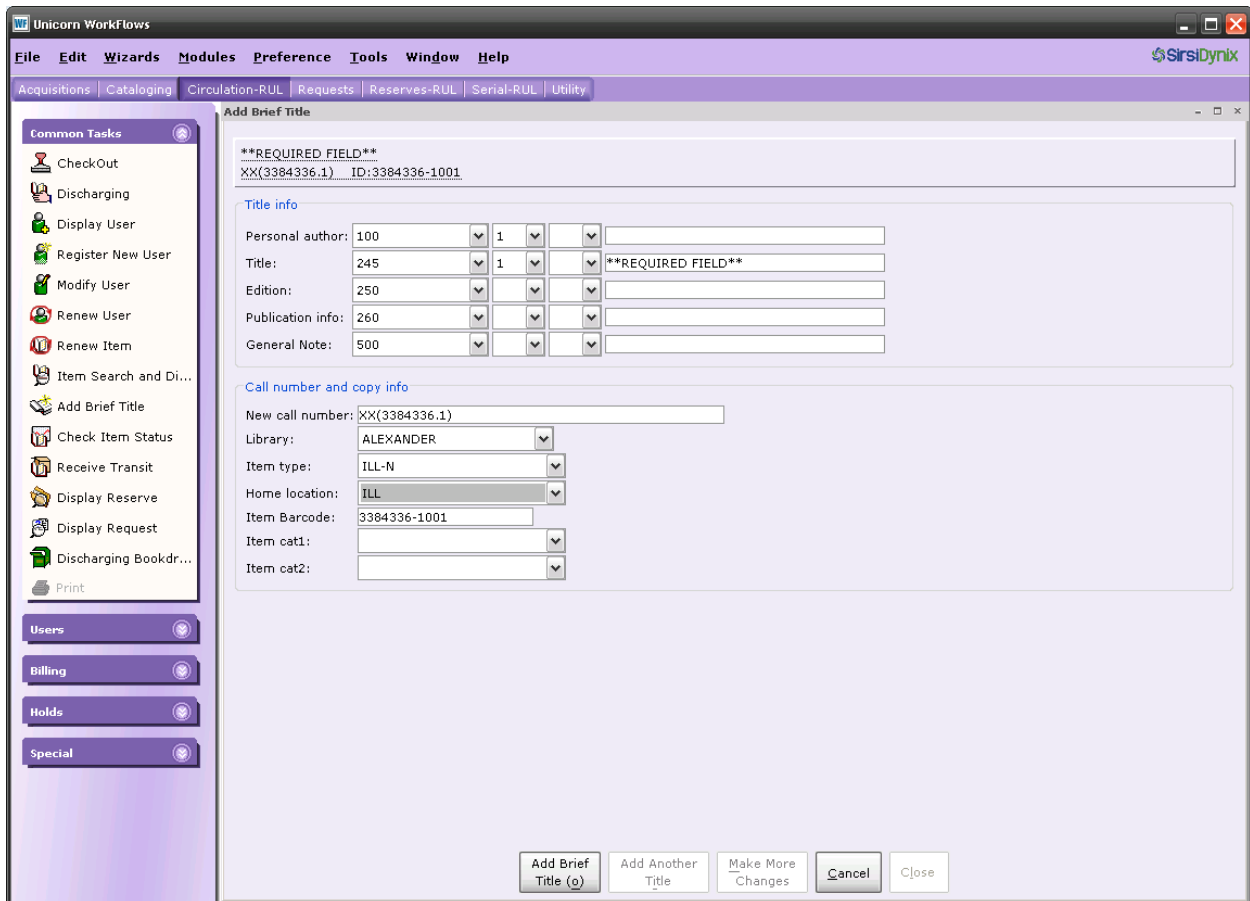 WF Unicorn WorkFlows
File Edit Wizards Modules Preference Tools Window Help
SirsiDynix
Acquisitions Cataloging Circulation-RUL Requests Reserves-RUL Serial-RUL Utility
Common Tasks
CheckOut
Discharging
Display User
Register New User
Modify User
Renew User
Renew Item
Item Search and Di...
Add Brief Title
Check Item Status
Receive Transit
Display Reserve
Display Request
Discharging Bookdr...
Print
Users
Billing
Holds
Special
Add Brief Title
**REQUIRED FIELD**
XX(3384336.1) ID:3384336-1001
Title info
Personal author: 100 1
Title: 245 1 **REQUIRED FIELD**
Edition: 250
Publication info: 260
General Note: 500
Call number and copy info
New call number: XX(3384336.1)
Library: ALEXANDER
Item type: ILL-N
Home location: ILL
Item Barcode: 3384336-1001
Item cat1:
Item cat2:
Add Brief Title (o)
Add Another Title
Make More Changes
Cancel
Close